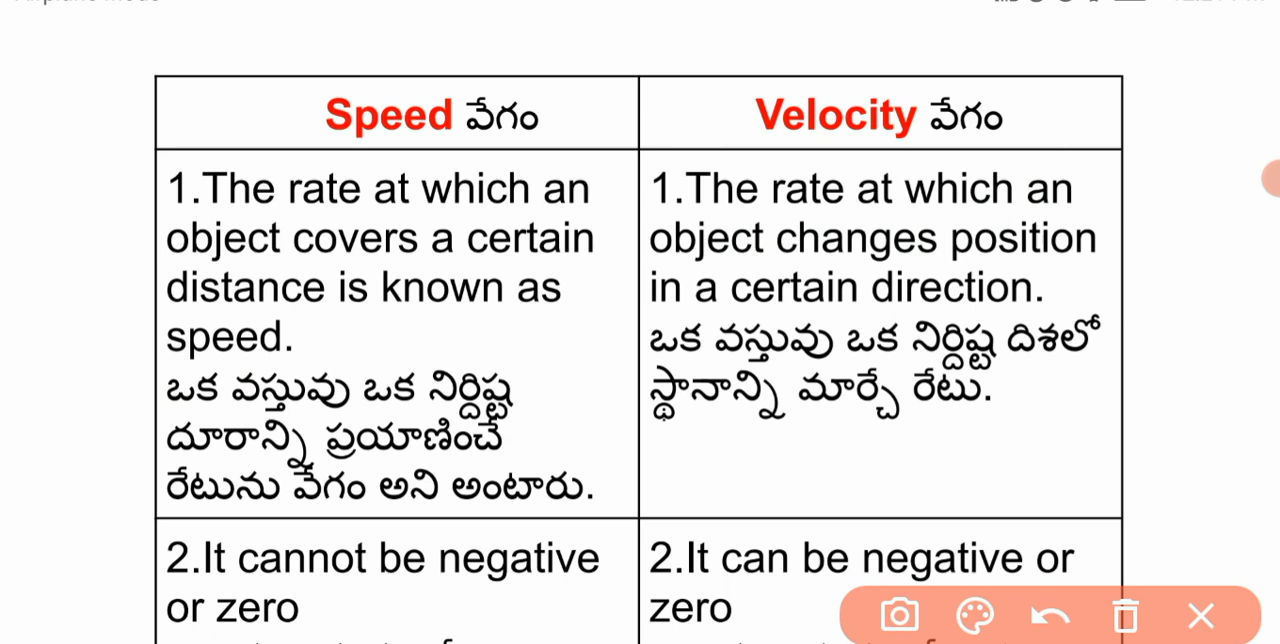 Speed వేగం
Velocity వేగం
1.The rate at which an
object covers a certain
distance is known as
speed.
ఒక వస్తువు ఒక నిర్దిష్ట
దూరాన్ని ప్రయాణించే
రేటును వేగం అని అంటారు.
1.The rate at which an
object changes position
in a certain direction.
ఒక వస్తువు ఒక నిర్దిష్ట దిశలో
స్థానాన్ని మార్చే రేటు.
2.It cannot be negative
or zero
2.It can be negative or
zero